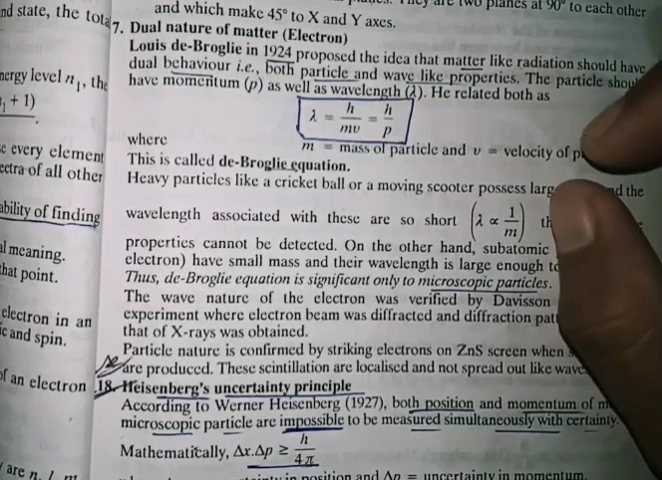 nd state, the total
nergy level n₁, the
₁ + 1)
e every element
ectra of all other
ability of finding
al meaning.
that point.
electron in an
ic and spin.
of an electron
are n, l, m
planes at 90° to each other
and which make 45° to X and Y axes.
7. Dual nature of matter (Electron)
Louis de-Broglie in 1924 proposed the idea that matter like radiation should have
dual behaviour i.e., both particle and wave like properties. The particle shou
have momentum (p) as well as wavelength (λ). He related both as
λ = h/mv = h/p
where m = mass of particle and v = velocity of p
This is called de-Broglie equation.
Heavy particles like a cricket ball or a moving scooter possess larg d the
wavelength associated with these are so short (λ ∝ 1/m) th
properties cannot be detected. On the other hand, subatomic
electron) have small mass and their wavelength is large enough to
Thus, de-Broglie equation is significant only to microscopic particles.
The wave nature of the electron was verified by Davisson
experiment where electron beam was diffracted and diffraction patt
that of X-rays was obtained.
Particle nature is confirmed by striking electrons on ZnS screen when s
are produced. These scintillation are localised and not spread out like wave
18. Heisenberg's uncertainty principle
According to Werner Heisenberg (1927), both position and momentum of m
microscopic particle are impossible to be measured simultaneously with certainty.
Mathematically, Δx.Δp ≥ h/4π
in position and Δp = uncertainty in momentum.